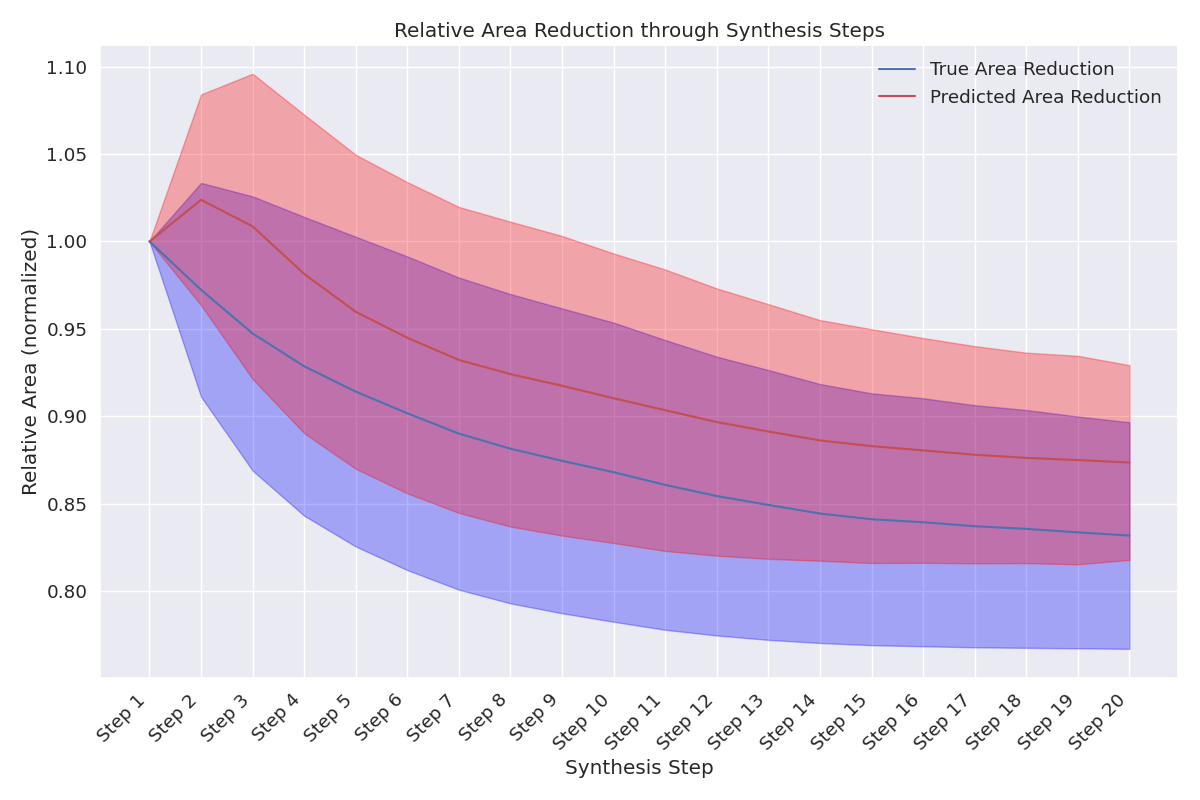 Relative Area Reduction through Synthesis Steps
True Area Reduction
Predicted Area Reduction
Relative Area (normalized)
1.10
1.05
1.00
0.95
0.90
0.85
0.80
Step 1
Step 2
Step 3
Step 4
Step 5
Step 6
Step 7
Step 8
Step 9
Step 10
Step 11
Step 12
Step 13
Step 14
Step 15
Step 16
Step 17
Step 18
Step 19
Step 20
Synthesis Step